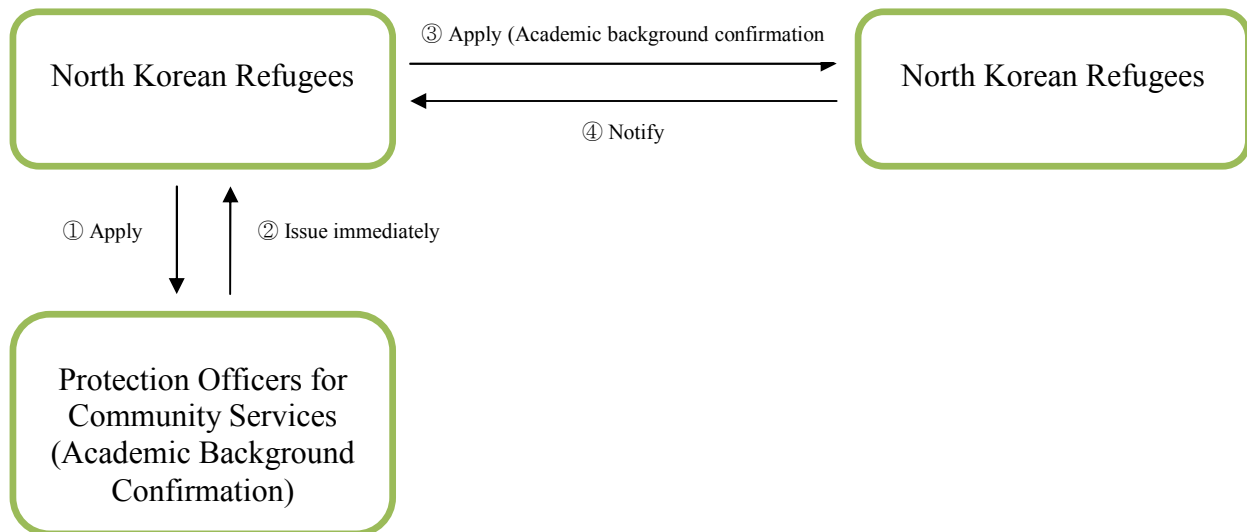 ③ Apply (Academic background confirmation
North Korean Refugees
North Korean Refugees
④ Notify
① Apply
② Issue immediately
Protection Officers for
Community Services
(Academic Background
Confirmation)